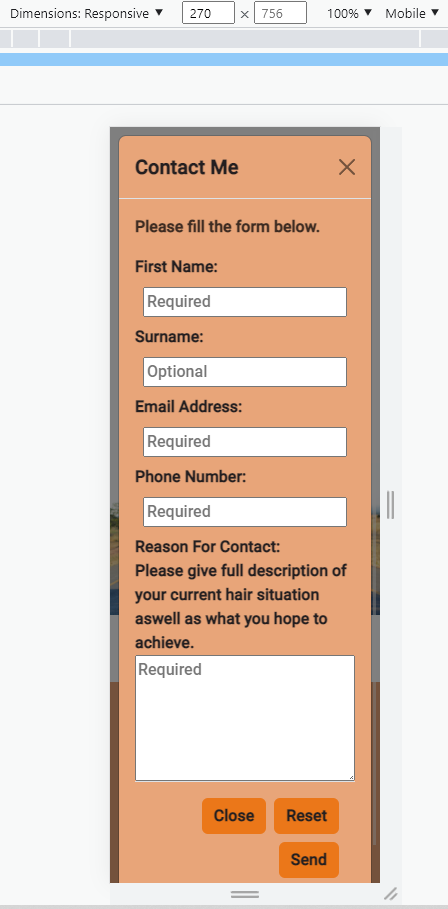 Dimensions: Responsive ▼ 270 × 756 100% ▼ Mobile ▼
Contact Me
Please fill the form below.
First Name:
Required
Surname:
Optional
Email Address:
Required
Phone Number:
Required
Reason For Contact:
Please give full description of
your current hair situation
aswell as what you hope to
achieve.
Required
Close Reset
Send